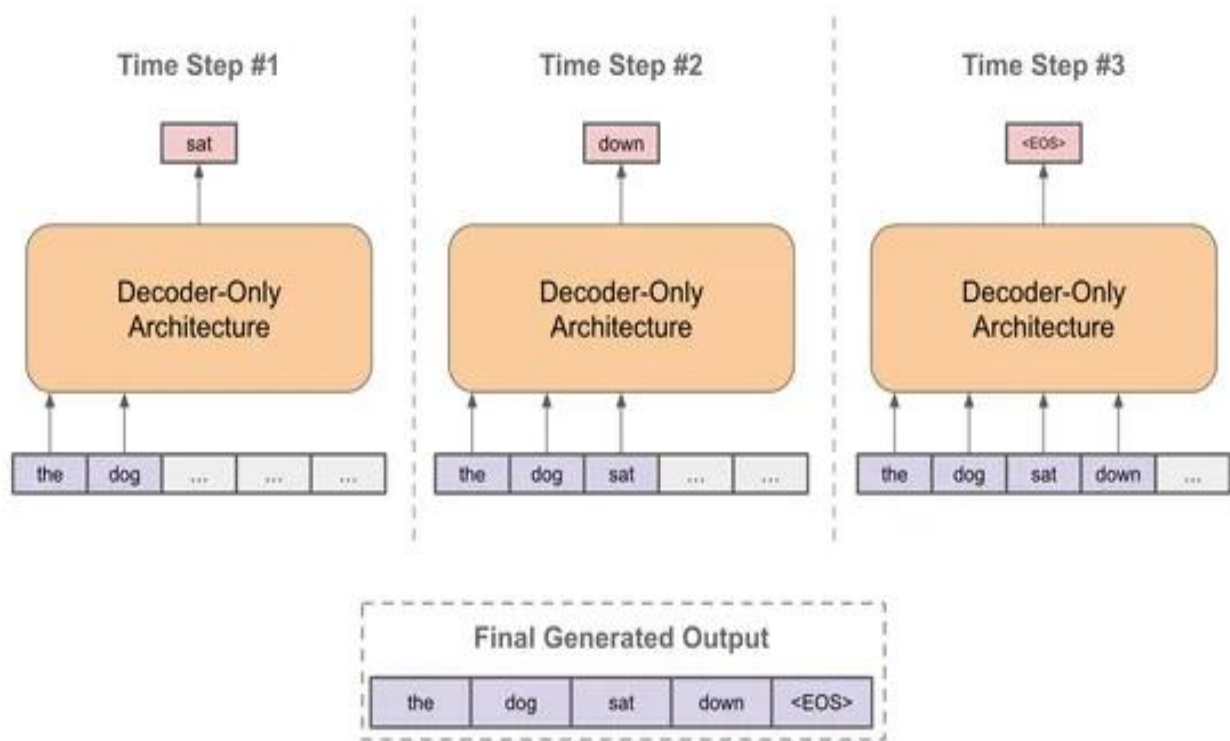 Time Step #1
Time Step #2
Time Step #3
sat
down
<EOS>
Decoder-Only
Architecture
Decoder-Only
Architecture
Decoder-Only
Architecture
the dog ... ... ...
the dog sat ... ...
the dog sat down ...
Final Generated Output
the dog sat down <EOS>